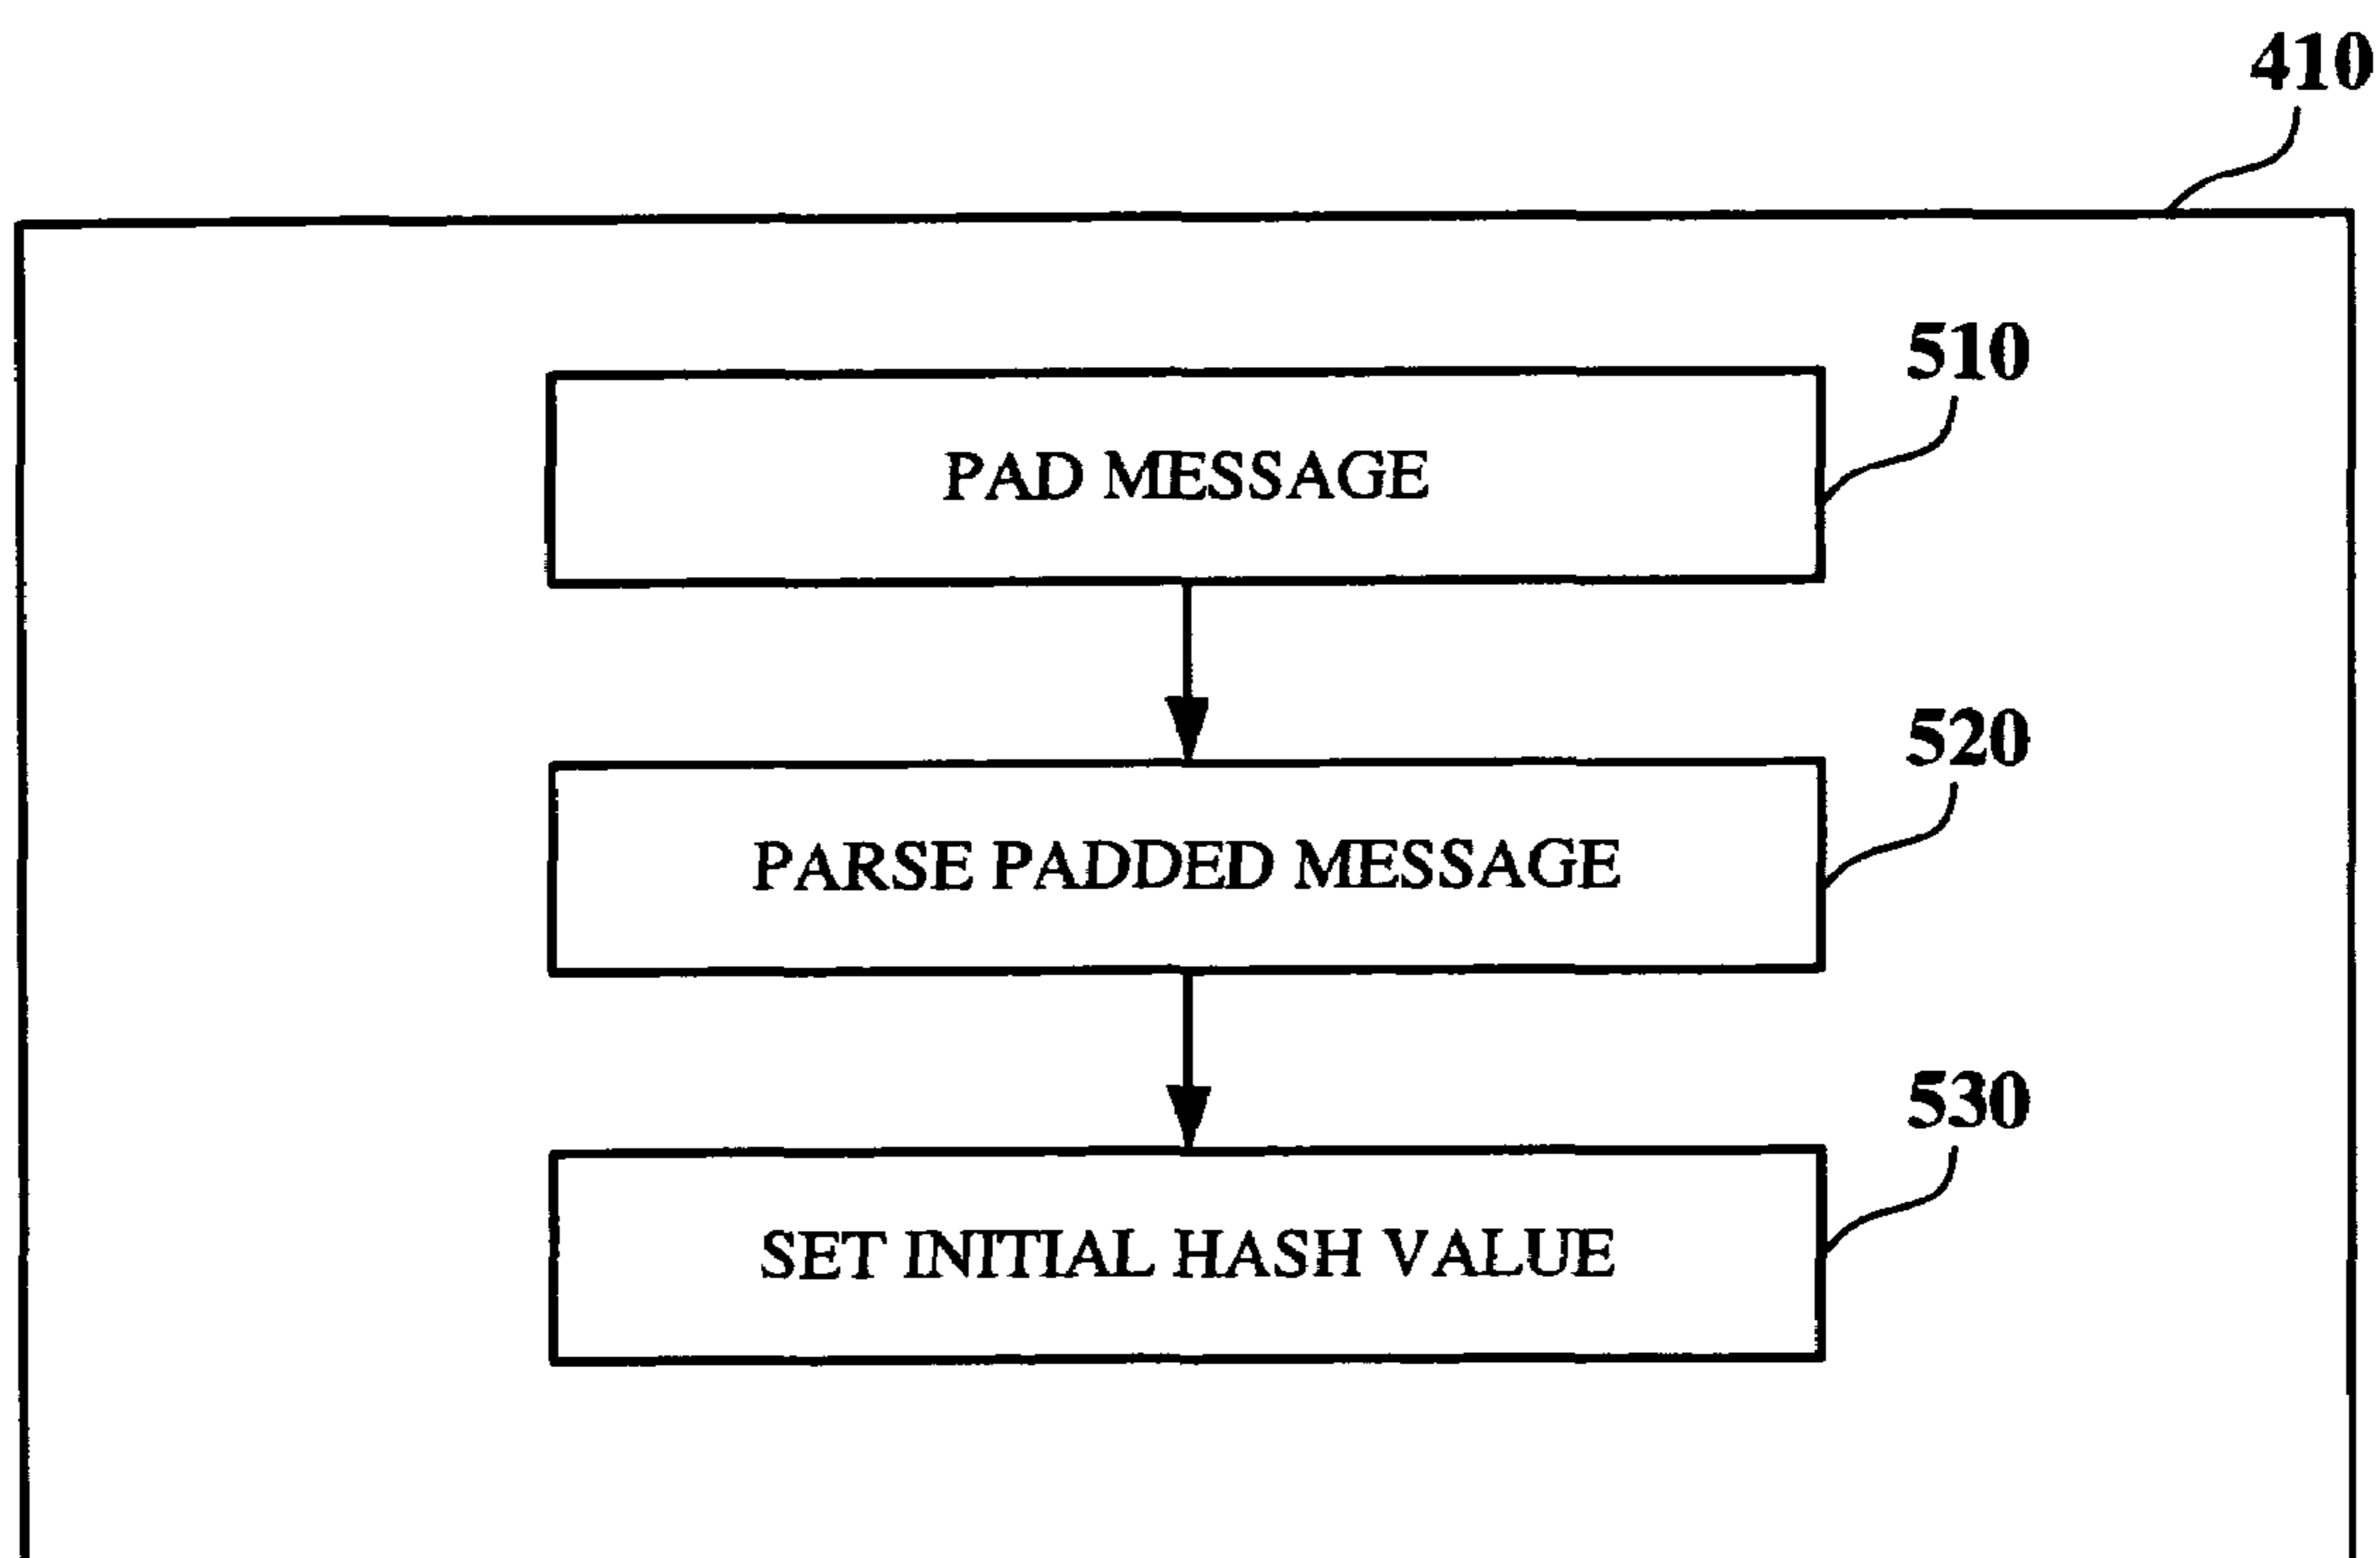 410
510
PAD MESSAGE
520
PARSE PADDED MESSAGE
530
SET INITIAL HASH VALUE